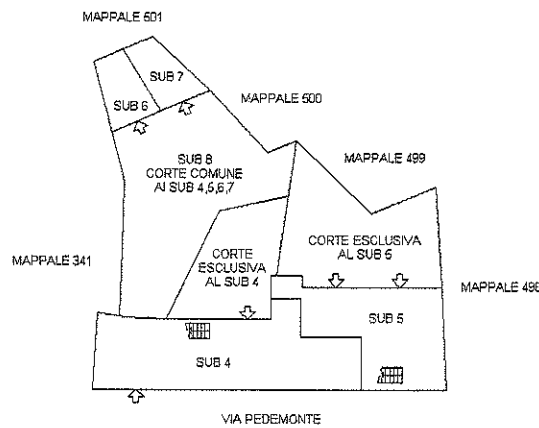 MAPPALE 501
SUB 7
SUB 6
MAPPALE 500
SUB 8
CORTE COMUNE
AI SUB 4,5,6,7
MAPPALE 499
CORTE ESCLUSIVA
AL SUB 5
CORTE
ESCLUSIVA
AL SUB 4
MAPPALE 341
MAPPALE 498
SUB 5
SUB 4
VIA PEDEMONTE